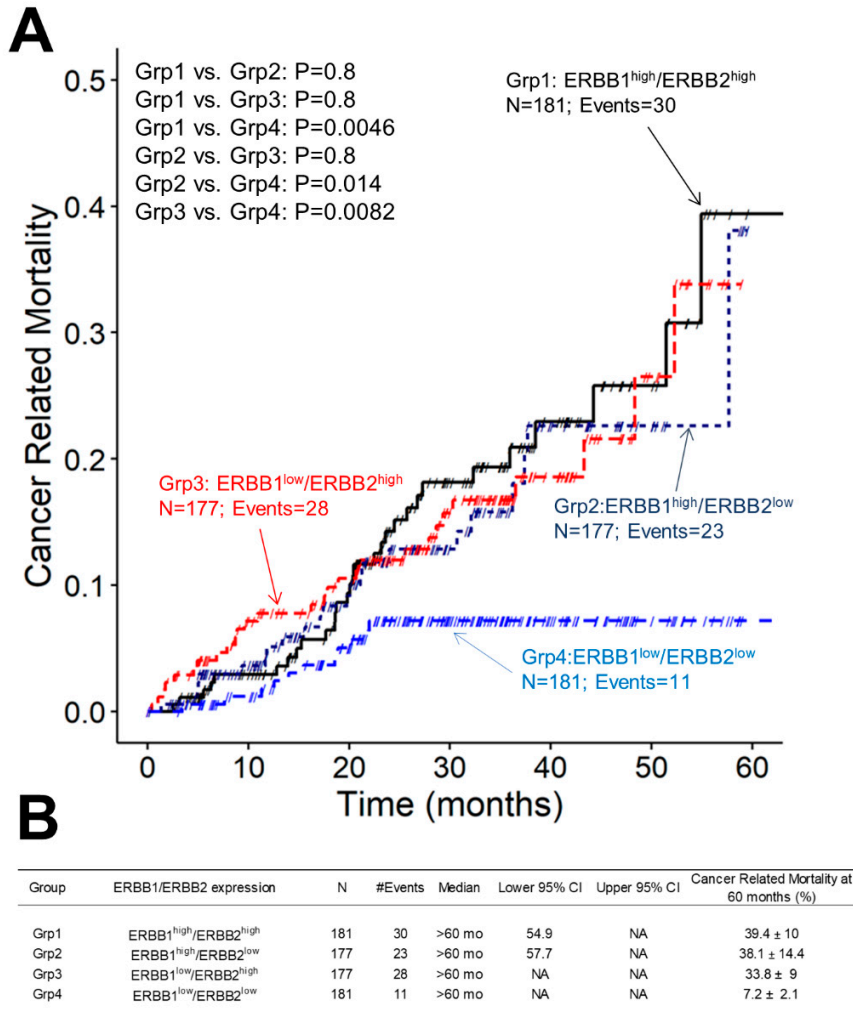 A
Grp1 vs. Grp2: P=0.8
Grp1 vs. Grp3: P=0.8
Grp1 vs. Grp4: P=0.0046
Grp2 vs. Grp3: P=0.8
Grp2 vs. Grp4: P=0.014
Grp3 vs. Grp4: P=0.0082
Grp1: ERBB1high/ERBB2high
N=181; Events=30
Grp3: ERBB1low/ERBB2high
N=177; Events=28
Grp2:ERBB1high/ERBB2low
N=177; Events=23
Grp4:ERBB1low/ERBB2low
N=181; Events=11
Cancer Related Mortality
0.5
0.4
0.3
0.2
0.1
0.0
0 10 20 30 40 50 60
Time (months)
B
Group ERBB1/ERBB2 expression N #Events Median Lower 95% CI Upper 95% CI Cancer Related Mortality at
60 months (%)
Grp1 ERBB1high/ERBB2high 181 30 >60 mo 54.9 NA 39.4 ± 10
Grp2 ERBB1high/ERBB2low 177 23 >60 mo 57.7 NA 38.1 ± 14.4
Grp3 ERBB1low/ERBB2high 177 28 >60 mo NA NA 33.8 ± 9
Grp4 ERBB1low/ERBB2low 181 11 >60 mo NA NA 7.2 ± 2.1